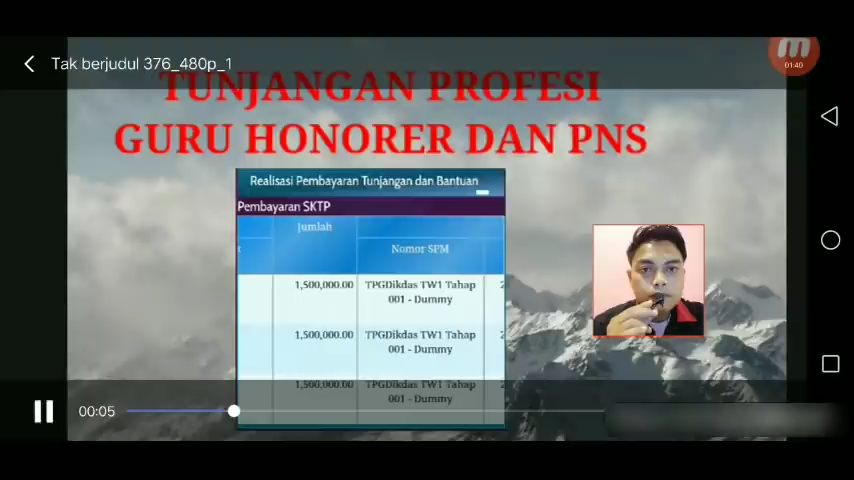 Tak berjudul 376_480p_1
01:40
TUNJANGAN PROFESI
GURU HONORER DAN PNS
Realisasi Pembayaran Tunjangan dan Bantuan
Pembayaran SKTP
Jumlah
Nomor SPM
1,500,000.00 TPGDikdas TW1 Tahap
001 - Dummy
1,500,000.00 TPGDikdas TW1 Tahap
001 - Dummy
1,500,000.00 TPGDikdas TW1 Tahap
001 - Dummy
00:05